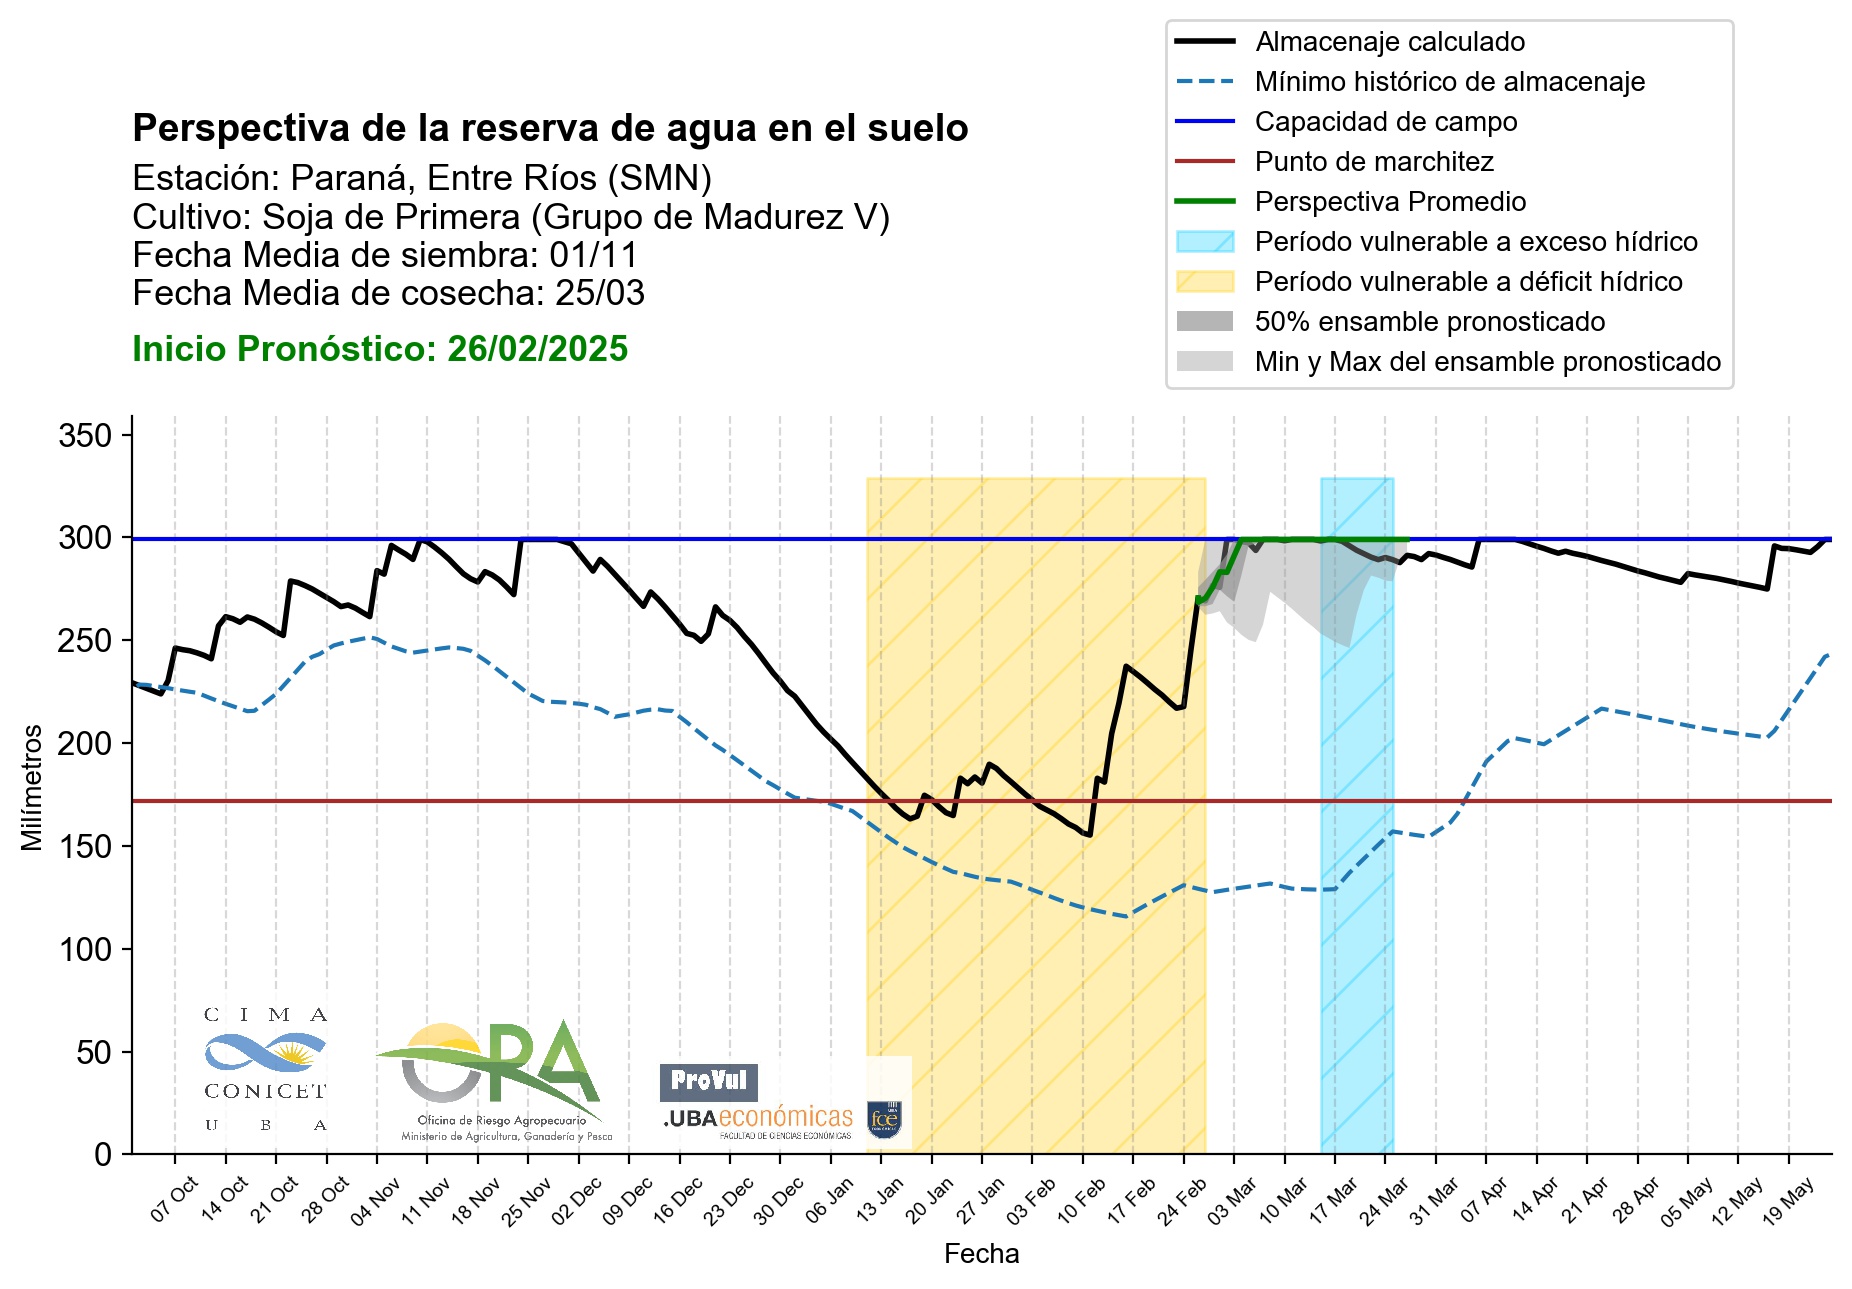 Almacenaje calculado
Mínimo histórico de almacenaje
Capacidad de campo
Punto de marchitez
Perspectiva Promedio
Período vulnerable a exceso hídrico
Período vulnerable a déficit hídrico
50% ensamble pronosticado
Min y Max del ensamble pronosticado
Perspectiva de la reserva de agua en el suelo
Estación: Paraná, Entre Ríos (SMN)
Cultivo: Soja de Primera (Grupo de Madurez V)
Fecha Media de siembra: 01/11
Fecha Media de cosecha: 25/03
Inicio Pronóstico: 26/02/2025
Milímetros
350
300
250
200
150
100
50
0
CIMA
CONICET
UBA
ORA
Oficina de Riesgo Agropecuario
Ministerio de Agricultura, Ganadería y Pesca
ProVul
.UBAeconómicas
FACULTAD DE CIENCIAS ECONÓMICAS
UBA
fce
07 Oct 14 Oct 21 Oct 28 Oct 04 Nov 11 Nov 18 Nov 25 Nov 02 Dec 09 Dec 16 Dec 23 Dec 30 Dec 06 Jan 13 Jan 20 Jan 27 Jan 03 Feb 10 Feb 17 Feb 24 Feb 03 Mar 10 Mar 17 Mar 24 Mar 31 Mar 07 Apr 14 Apr 21 Apr 28 Apr 05 May 12 May 19 May
Fecha